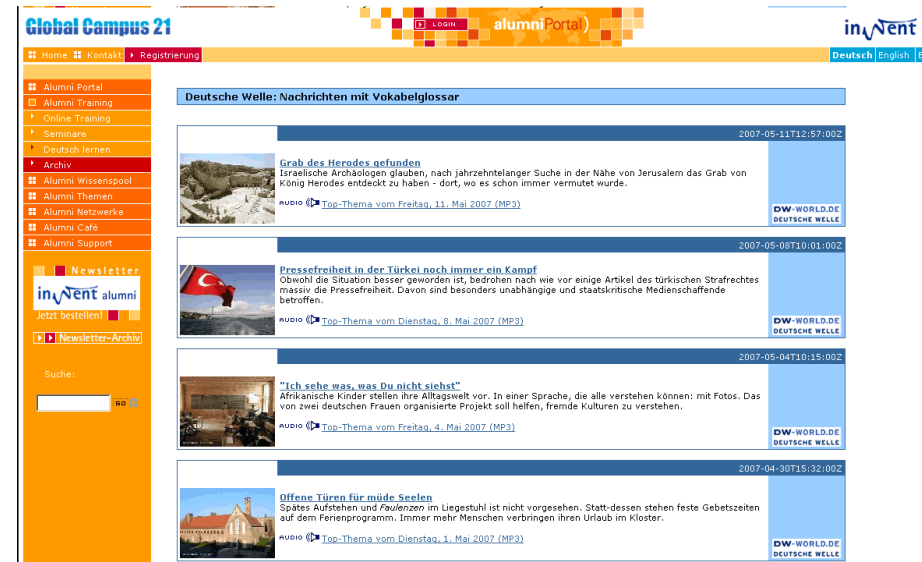 Global Campus 21
LOGIN
alumniPortal)
inWent
Home Kontakt Registrierung
Deutsch English
Alumni Portal
Alumni Training
Online Training
Seminare
Deutsch lernen
Archiv
Alumni Wissenspool
Alumni Themen
Alumni Netzwerke
Alumni Café
Alumni Support
Newsletter
inWent alumni
Jetzt bestellen!
Newsletter-Archiv
Suche:
GO
Deutsche Welle: Nachrichten mit Vokabelglossar
2007-05-11T12:57:00Z
Grab des Herodes gefunden
Israelische Archäologen glauben, nach jahrzehntelanger Suche in der Nähe von Jerusalem das Grab von
König Herodes entdeckt zu haben - dort, wo es schon immer vermutet wurde.
AUDIO Top-Thema vom Freitag, 11. Mai 2007 (MP3)
DW-WORLD.DE
DEUTSCHE WELLE
2007-05-08T10:01:00Z
Pressefreiheit in der Türkei noch immer ein Kampf
Obwohl die Situation besser geworden ist, bedrohen nach wie vor einige Artikel des türkischen Strafrechtes
massiv die Pressefreiheit. Davon sind besonders unabhängige und staatskritische Medienschaffende
betroffen.
AUDIO Top-Thema vom Dienstag, 8. Mai 2007 (MP3)
DW-WORLD.DE
DEUTSCHE WELLE
2007-05-04T10:15:00Z
"Ich sehe was, was Du nicht siehst"
Afrikanische Kinder stellen ihre Alltagswelt vor. In einer Sprache, die alle verstehen können: mit Fotos. Das
von zwei deutschen Frauen organisierte Projekt soll helfen, fremde Kulturen zu verstehen.
AUDIO Top-Thema vom Freitag, 4. Mai 2007 (MP3)
DW-WORLD.DE
DEUTSCHE WELLE
2007-04-30T15:32:00Z
Offene Türen für müde Seelen
Spätes Aufstehen und Faulenzen im Liegestuhl ist nicht vorgesehen. Statt-dessen stehen feste Gebetszeiten
auf dem Ferienprogramm. Immer mehr Menschen verbringen ihren Urlaub im Kloster.
AUDIO Top-Thema vom Dienstag, 1. Mai 2007 (MP3)
DW-WORLD.DE
DEUTSCHE WELLE